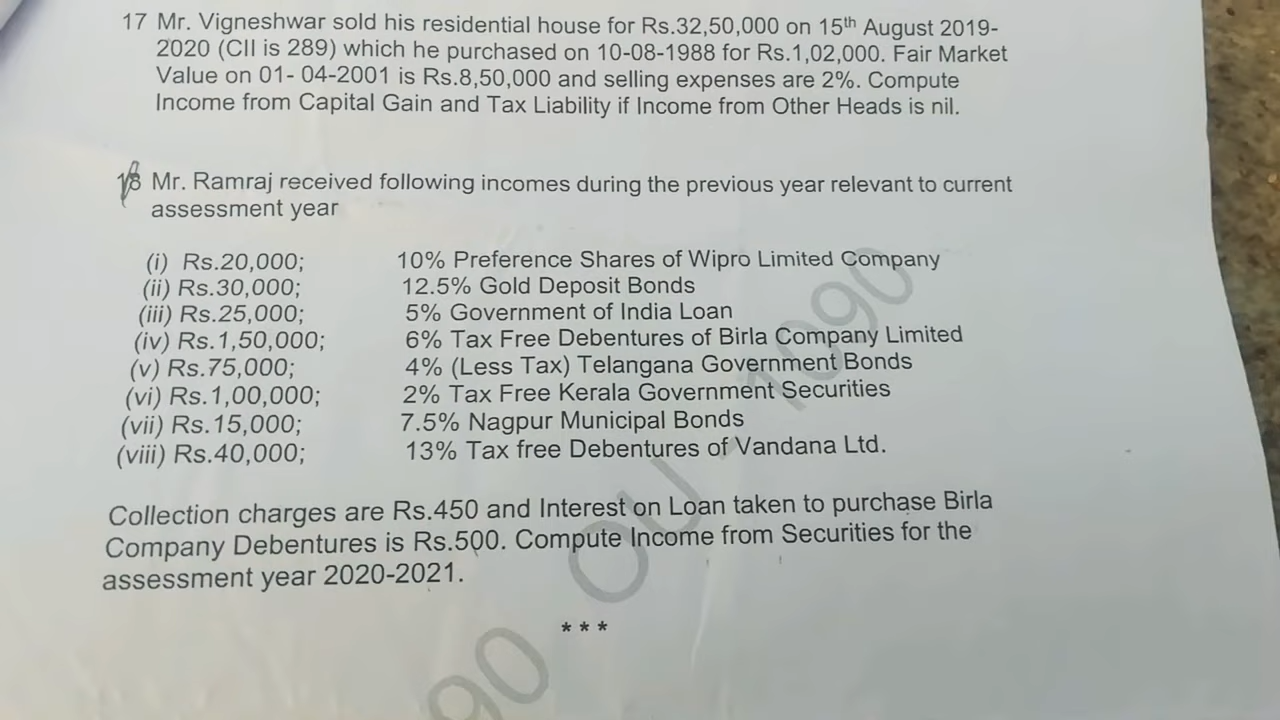 17 Mr. Vigneshwar sold his residential house for Rs.32,50,000 on 15th August 2019-
2020 (CII is 289) which he purchased on 10-08-1988 for Rs.1,02,000. Fair Market
Value on 01- 04-2001 is Rs.8,50,000 and selling expenses are 2%. Compute
Income from Capital Gain and Tax Liability if Income from Other Heads is nil.
18 Mr. Ramraj received following incomes during the previous year relevant to current
assessment year
(i) Rs.20,000; 10% Preference Shares of Wipro Limited Company
(ii) Rs.30,000; 12.5% Gold Deposit Bonds
(iii) Rs.25,000; 5% Government of India Loan
(iv) Rs.1,50,000; 6% Tax Free Debentures of Birla Company Limited
(v) Rs.75,000; 4% (Less Tax) Telangana Government Bonds
(vi) Rs.1,00,000; 2% Tax Free Kerala Government Securities
(vii) Rs.15,000; 7.5% Nagpur Municipal Bonds
(viii) Rs.40,000; 13% Tax free Debentures of Vandana Ltd.
Collection charges are Rs.450 and Interest on Loan taken to purchase Birla
Company Debentures is Rs.500. Compute Income from Securities for the
assessment year 2020-2021.
***
OU - 1090
90